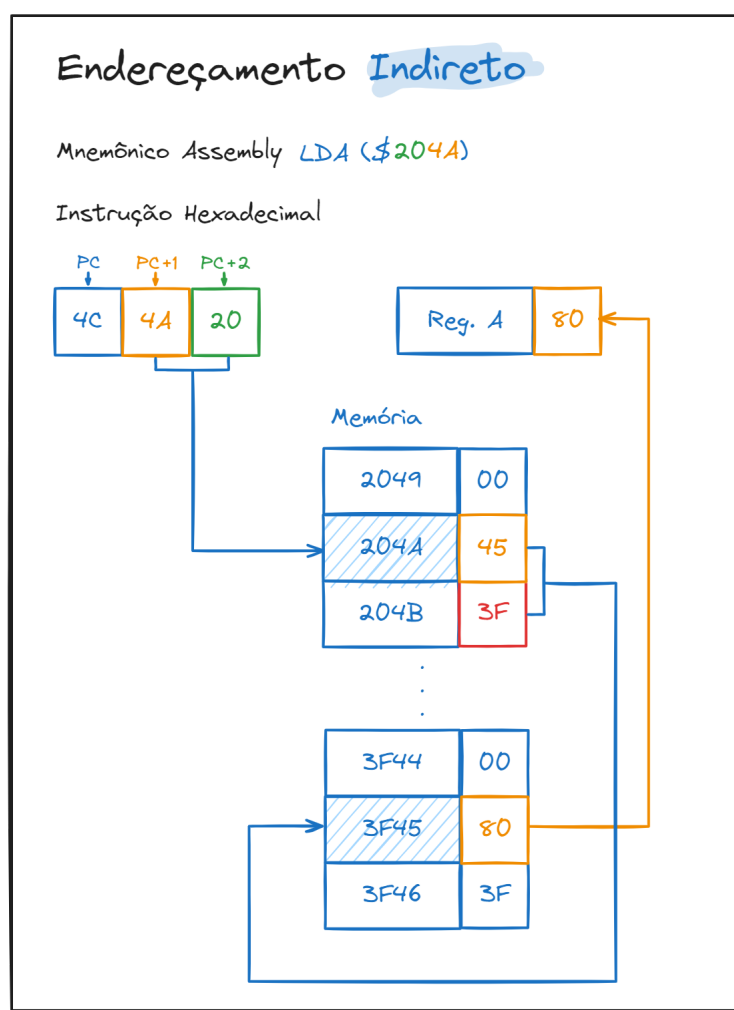 Endereçamento Indireto
Mnemônico Assembly LDA ($204A)
Instrução Hexadecimal
PC PC+1 PC+2
4C 4A 20
Reg. A 80
Memória
2049 00
204A 45
204B 3F
.
.
.
3F44 00
3F45 80
3F46 3F